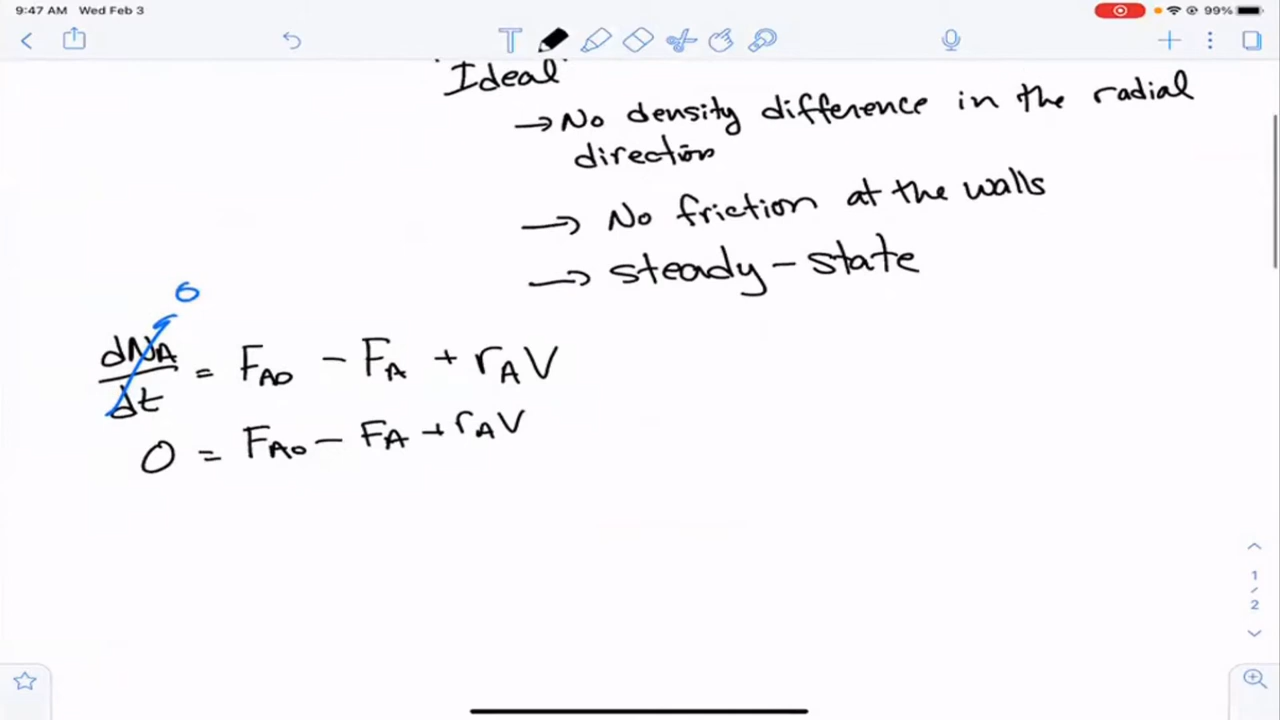 9:47 AM Wed Feb 3
99%
T
"Ideal"
→ No density difference in the radial
direction
→ No friction at the walls
→ steady-state
0
dNA/dt = FA0 - FA + rAV
0 = FA0 - FA + rAV
1
/
2